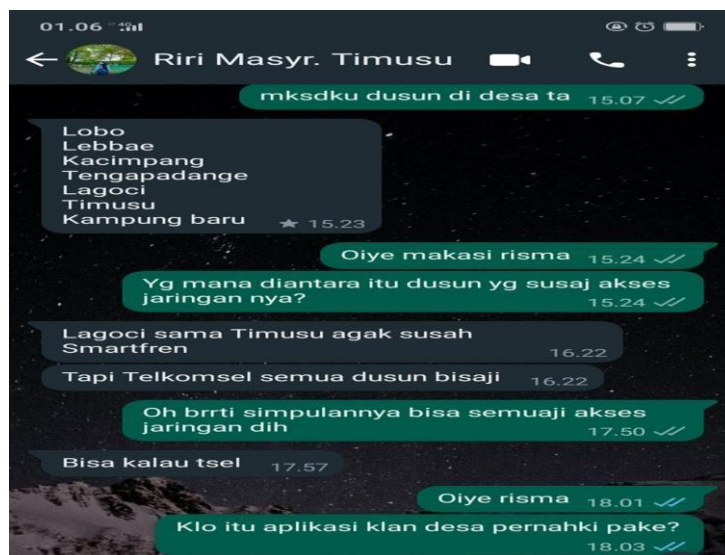 01.06
Riri Masyr. Timusu
mksdku dusun di desa ta 15.07
Lobo
Lebbae
Kacimpang
Tengapadange
Lagoci
Timusu
Kampung baru ★ 15.23
Oiye makasi risma 15.24
Yg mana diantara itu dusun yg susaj akses
jaringan nya? 15.24
Lagoci sama Timusu agak susah
Smartfren 16.22
Tapi Telkomsel semua dusun bisaji 16.22
Oh brrti simpulannya bisa semuaji akses
jaringan dih 17.50
Bisa kalau tsel 17.57
Oiye risma 18.01
Klo itu aplikasi klan desa pernahki pake?
18.03